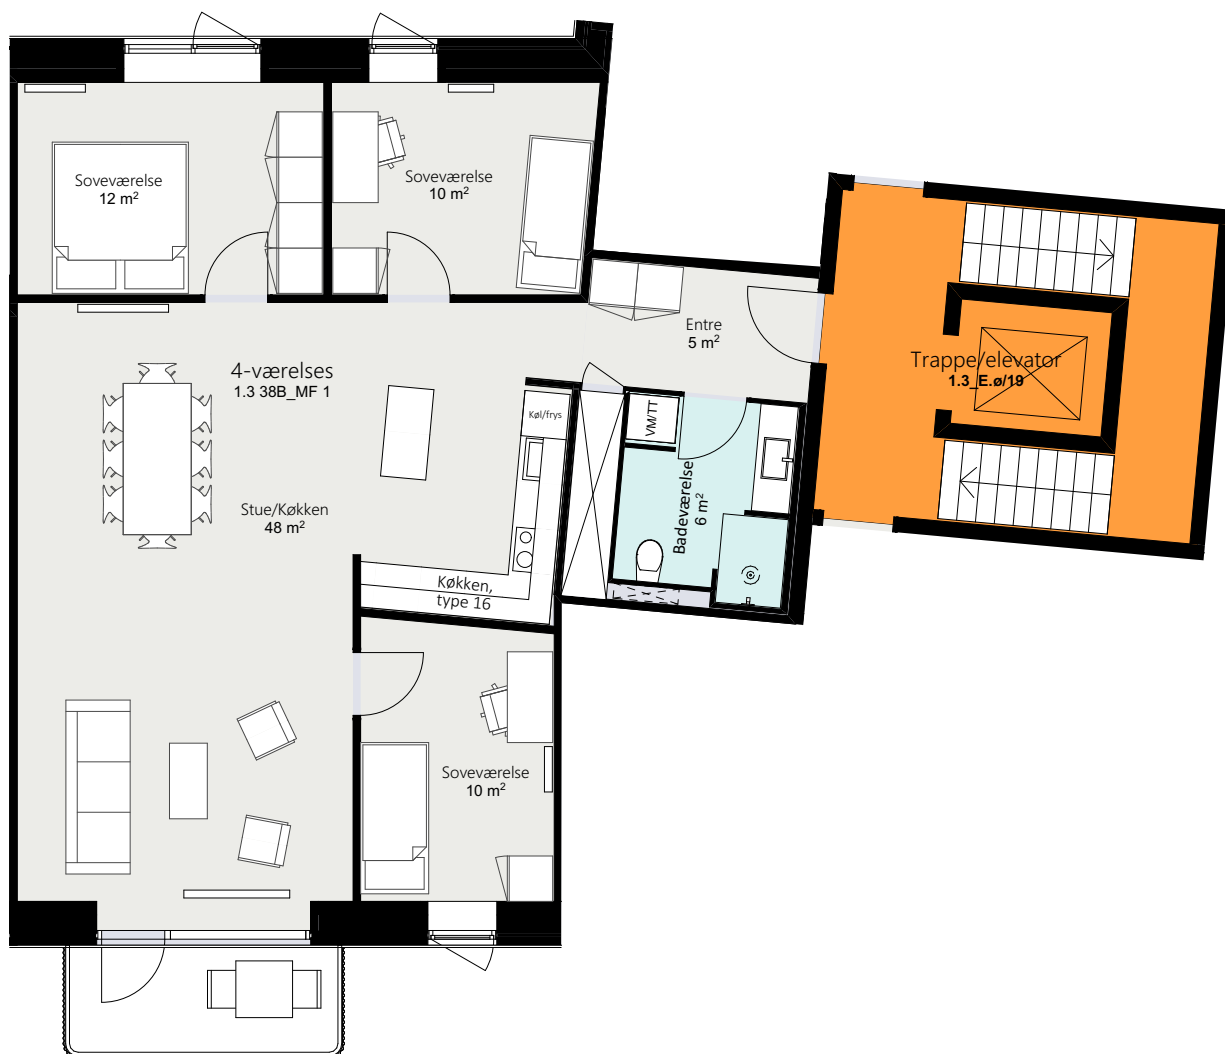 Soveværelse
12 m²
Soveværelse
10 m²
Entre
5 m²
Trappe/elevator
1.3_E.ø/19
4-værelses
1.3 38B_MF 1
Køl/frys
VM/TT
Stue/Køkken
48 m²
Badeværelse
6 m²
Køkken,
type 16
Soveværelse
10 m²